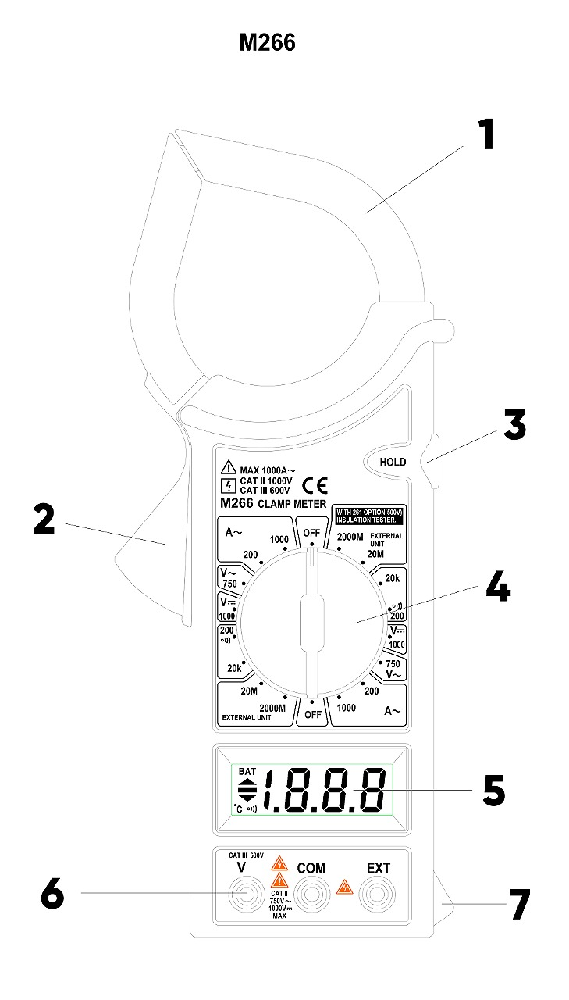 M266
1
2
3
4
5
6
7
HOLD
MAX 1000A~
CAT II 1000V
CAT III 600V
CE
M266 CLAMP METER
WITH 261 OPTION(500V)
INSULATION TESTER.
A~
1000
OFF
2000M
EXTERNAL
UNIT
200
20M
V~
750
20k
V⎓
1000
200
200
V⎓
1000
20k
750
V~
20M
200
2000M
1000
EXTERNAL UNIT
OFF
A~
BAT
1.8.8.8
°C
CAT III 600V
V
COM
EXT
CAT II
750V~
1000V⎓
MAX